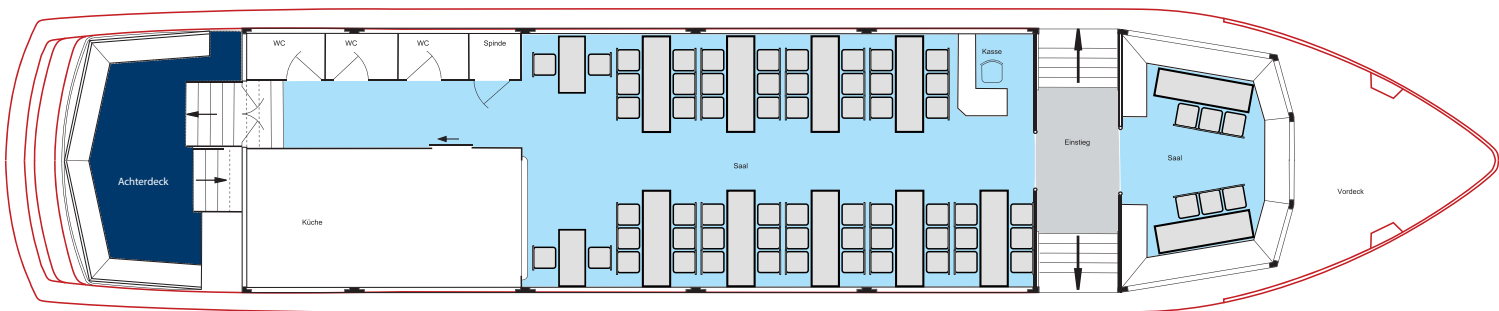 WC
WC
WC
Spinde
Kasse
Einstieg
Saal
Saal
Achterdeck
Vordeck
Küche